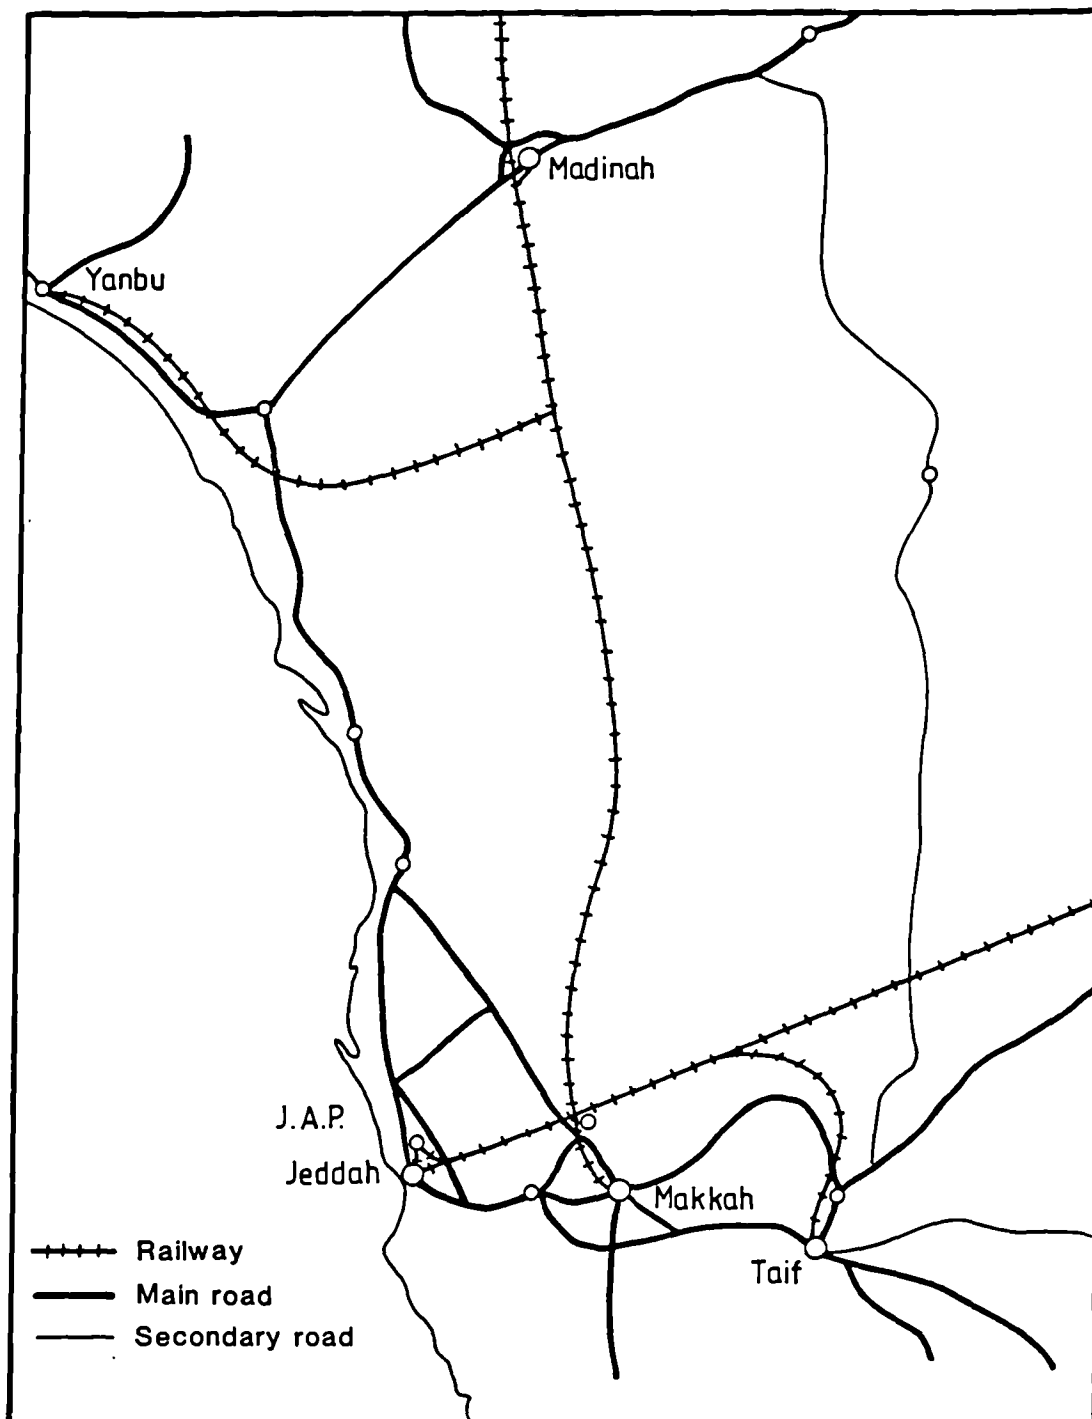 Madinah
Yanbu
J.A.P.
Jeddah
Makkah
Taif
Railway
Main road
Secondary road